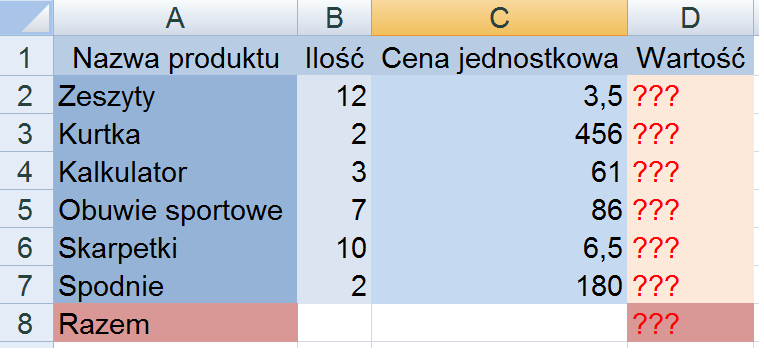 A B C D
1 Nazwa produktu Ilość Cena jednostkowa Wartość
2 Zeszyty 12 3,5 ???
3 Kurtka 2 456 ???
4 Kalkulator 3 61 ???
5 Obuwie sportowe 7 86 ???
6 Skarpetki 10 6,5 ???
7 Spodnie 2 180 ???
8 Razem ???